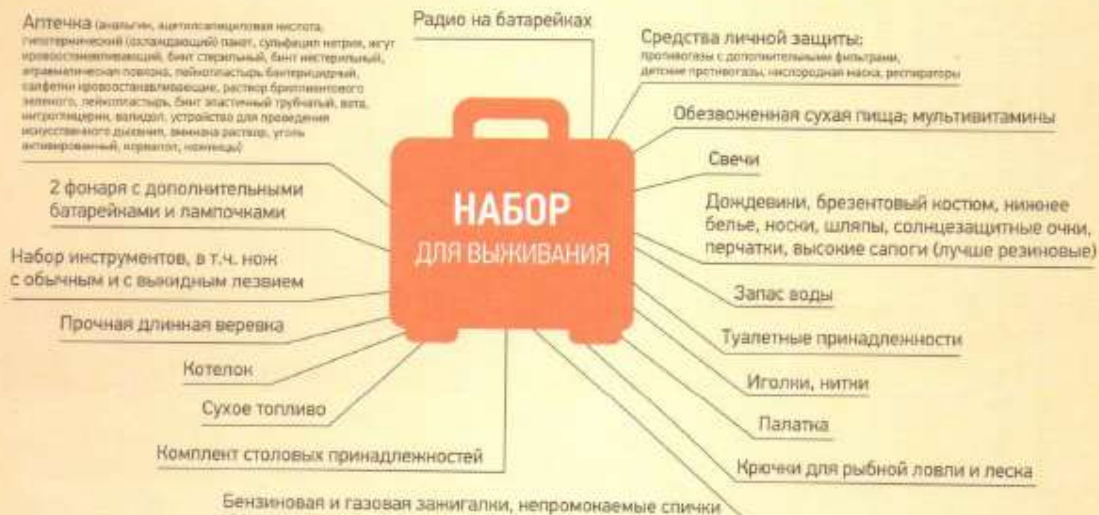 Аптечка (анальгин, ацетилсалициловая кислота,
гипотермический (охлаждающий) пакет, сульфацил натрия, жгут
кровоостанавливающий, бинт стерильный, бинт нестерильный,
атравматическая повязка, лейкопластырь бактерицидный,
салфетки кровоостанавливающие, раствор бриллиантового
зеленого, лейкопластырь, бинт эластичный трубчатый, вата,
нитроглицерин, валидол, устройство для проведения
искусственного дыхания, аммиака раствор, уголь
активированный, корвалол, ножницы)
2 фонаря с дополнительными
батарейками и лампочками
Набор инструментов, в т.ч. нож
с обычным и с выкидным лезвием
Прочная длинная веревка
Котелок
Сухое топливо
Комплект столовых принадлежностей
Бензиновая и газовая зажигалки, непромокаемые спички
НАБОР
ДЛЯ ВЫЖИВАНИЯ
Радио на батарейках
Средства личной защиты:
противогазы с дополнительными фильтрами,
детские противогазы, кислородная маска, респираторы
Обезвоженная сухая пища; мультивитамины
Свечи
Дождевики, брезентовый костюм, нижнее
белье, носки, шляпы, солнцезащитные очки,
перчатки, высокие сапоги (лучше резиновые)
Запас воды
Туалетные принадлежности
Иголки, нитки
Палатка
Крючки для рыбной ловли и леска